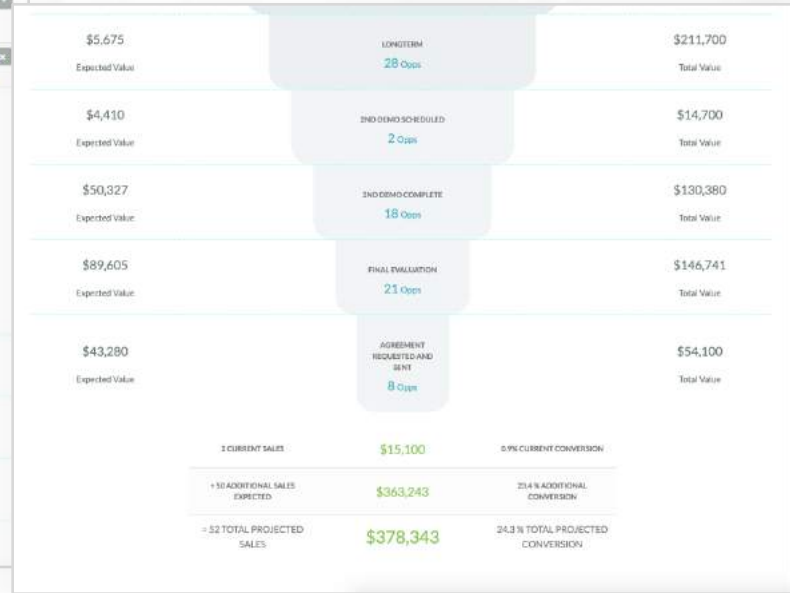 $5,675
LONGTERM
$211,700
28 Opps
Expected Value
Total Value
$4,410
2ND DEMO SCHEDULED
$14,700
2 Opps
Expected Value
Total Value
$50,327
2ND DEMO COMPLETE
$130,380
18 Opps
Expected Value
Total Value
$89,605
FINAL EVALUATION
$146,741
21 Opps
Expected Value
Total Value
$43,280
AGREEMENT
REQUESTED AND
SENT
$54,100
8 Opps
Expected Value
Total Value
CURRENT SALES
$15,100
0.9% CURRENT CONVERSION
+ 50 ADDITIONAL SALES
EXPECTED
$363,243
23.4 % ADDITIONAL
CONVERSION
= 52 TOTAL PROJECTED
SALES
$378,343
24.3 % TOTAL PROJECTED
CONVERSION